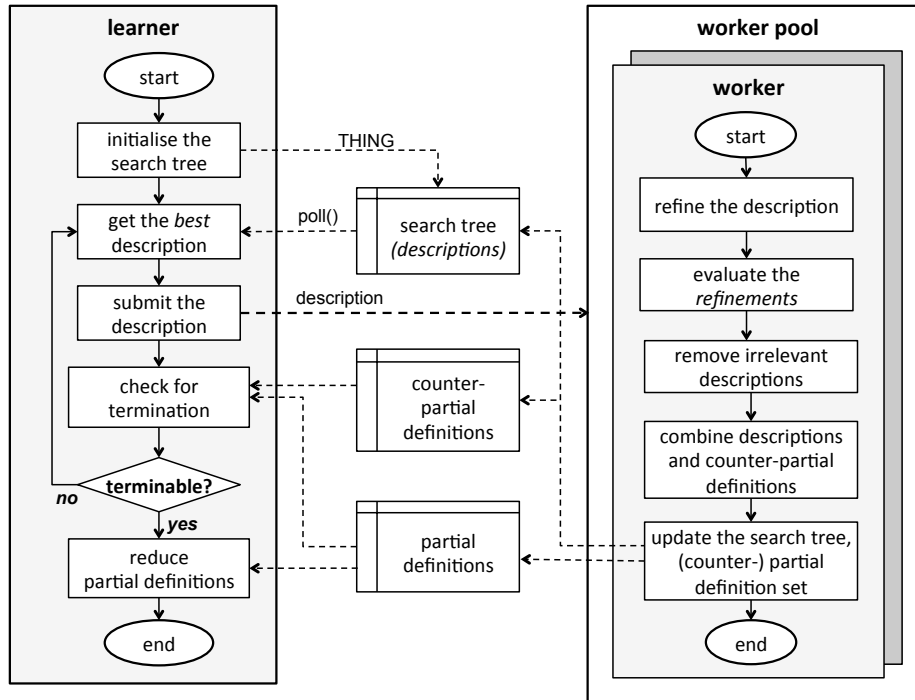 learner
start
initialise the
search tree
get the best
description
submit the
description
check for
termination
terminable?
no
yes
reduce
partial definitions
end
THING
poll()
description
search tree
(descriptions)
counter-
partial
definitions
partial
definitions
worker pool
worker
start
refine the description
evaluate the
refinements
remove irrelevant
descriptions
combine descriptions
and counter-partial
definitions
update the search tree,
(counter-) partial
definition set
end